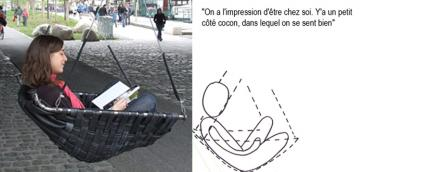 "On a l'impression d'être chez soi. Y'a un petit
côté cocon, dans lequel on se sent bien"